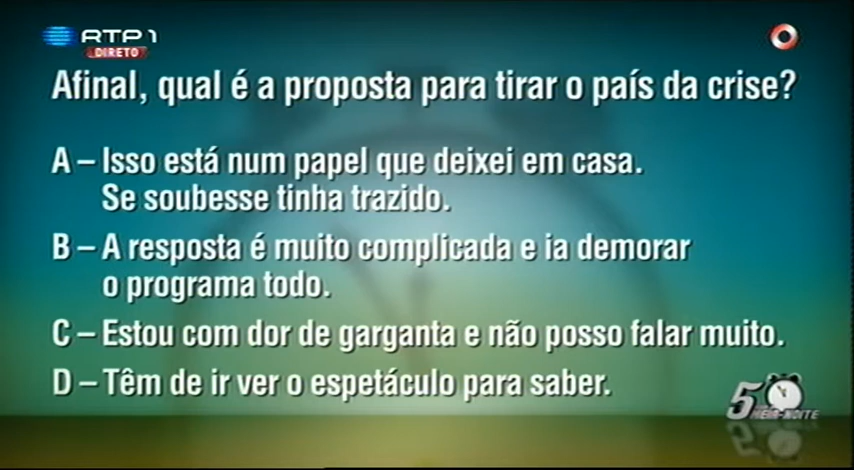 RTP 1
DIRETO
Afinal, qual é a proposta para tirar o país da crise?
A – Isso está num papel que deixei em casa.
Se soubesse tinha trazido.
B – A resposta é muito complicada e ia demorar
o programa todo.
C – Estou com dor de garganta e não posso falar muito.
D – Têm de ir ver o espetáculo para saber.
5
MEIA-NOITE